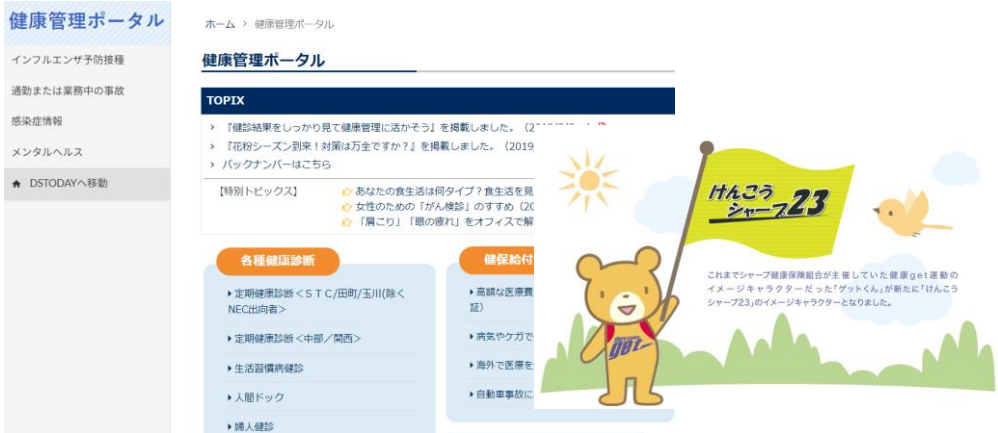 健康管理ポータル
インフルエンザ予防接種
通勤または業務中の事故
感染症情報
メンタルヘルス
DSTODAYへ移動
ホーム > 健康管理ポータル
健康管理ポータル
TOPIX
> 『健診結果をしっかり見て健康管理に活かそう』を掲載しました。
> 『花粉シーズン到来！対策は万全ですか？』を掲載しました。（2019
> バックナンバーはこちら
【特別トピックス】
あなたの食生活は何タイプ？食生活を見
女性のための「がん検診」のすすめ（20
「肩こり」「眼の疲れ」をオフィスで解
各種健康診断
定期健康診断＜ＳＴＣ/田町/玉川(除く
NEC出向者＞
定期健康診断＜中部／関西＞
生活習慣病健診
人間ドック
婦人健診
健保給付
高額な医療費
証）
病気やケガで
海外で医療を
自動車事故に
けんこう
シャープ23
これまでシャープ健康保険組合が主催していた健康get運動の
イメージキャラクターだった「ゲットくん」が新たに「けんこう
シャープ23」のイメージキャラクターとなりました。
get